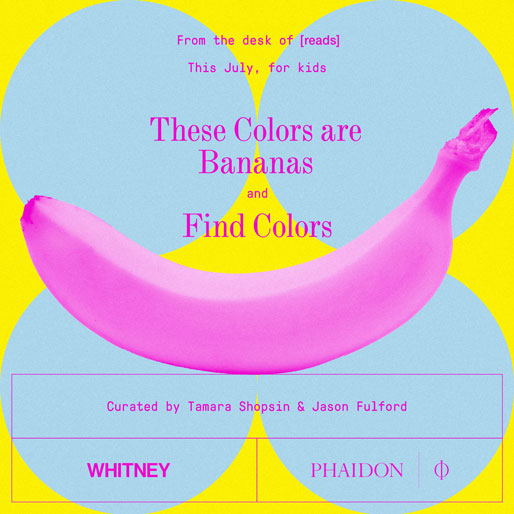 From the desk of [reads]
This July, for kids
These Colors are
Bananas
and
Find Colors
Curated by Tamara Shopsin & Jason Fulford
WHITNEY
PHAIDON